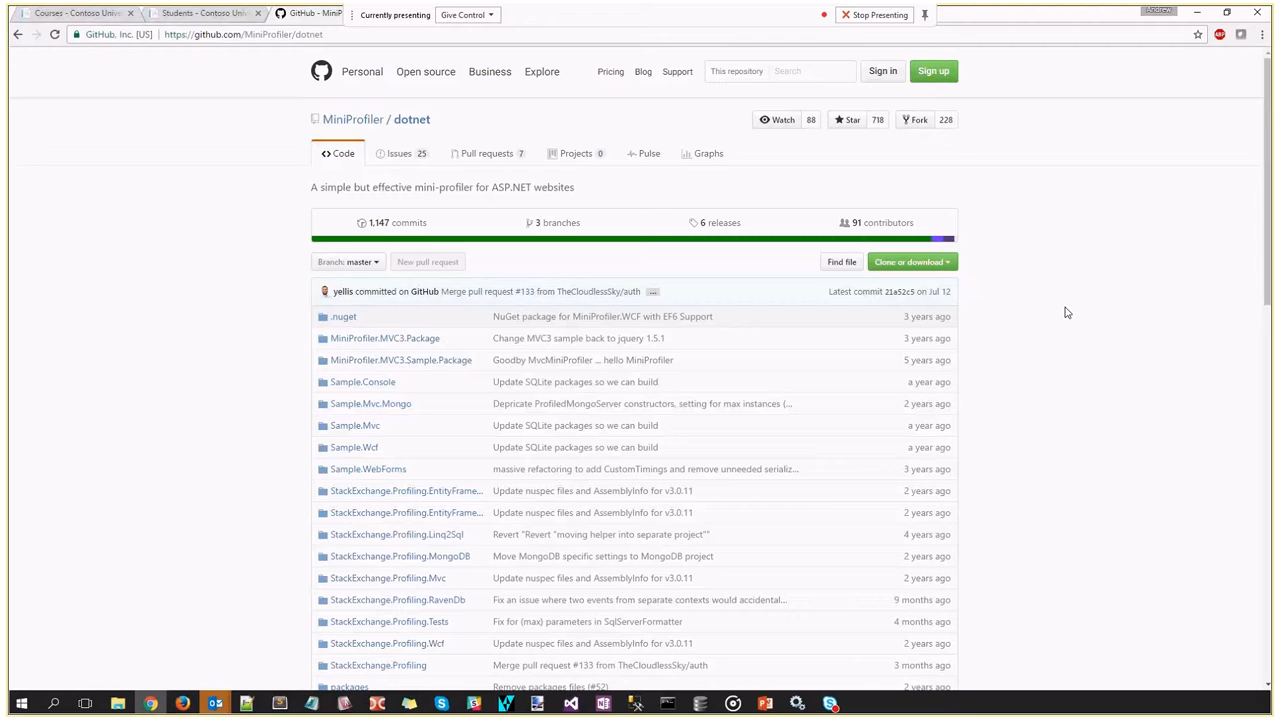 Courses - Contoso Unive
Students - Contoso Univ
GitHub - MiniP
Currently presenting
Give Control
Stop Presenting
Andrew
GitHub, Inc. [US]
https://github.com/MiniProfiler/dotnet
ABP
Personal Open source Business Explore
Pricing Blog Support
This repository Search
Sign in
Sign up
MiniProfiler / dotnet
Watch 88
Star 718
Fork 228
Code
Issues 25
Pull requests 7
Projects 0
Pulse
Graphs
A simple but effective mini-profiler for ASP.NET websites
1,147 commits
3 branches
6 releases
91 contributors
Branch: master
New pull request
Find file
Clone or download
yellis committed on GitHub Merge pull request #133 from TheCloudlessSky/auth ...
Latest commit 21a52c5 on Jul 12
.nuget NuGet package for MiniProfiler.WCF with EF6 Support 3 years ago
MiniProfiler.MVC3.Package Change MVC3 sample back to jquery 1.5.1 3 years ago
MiniProfiler.MVC3.Sample.Package Goodby MvcMiniProfiler ... hello MiniProfiler 5 years ago
Sample.Console Update SQLite packages so we can build a year ago
Sample.Mvc.Mongo Depricate ProfiledMongoServer constructors, setting for max instances (... 2 years ago
Sample.Mvc Update SQLite packages so we can build a year ago
Sample.Wcf Update SQLite packages so we can build a year ago
Sample.WebForms massive refactoring to add CustomTimings and remove unneeded serializ... 3 years ago
StackExchange.Profiling.EntityFrame... Update nuspec files and AssemblyInfo for v3.0.11 2 years ago
StackExchange.Profiling.EntityFrame... Update nuspec files and AssemblyInfo for v3.0.11 2 years ago
StackExchange.Profiling.Linq2Sql Revert "Revert "moving helper into separate project"" 4 years ago
StackExchange.Profiling.MongoDB Move MongoDB specific settings to MongoDB project 2 years ago
StackExchange.Profiling.Mvc Update nuspec files and AssemblyInfo for v3.0.11 2 years ago
StackExchange.Profiling.RavenDb Fix an issue where two events from separate contexts would accidental... 9 months ago
StackExchange.Profiling.Tests Fix for (max) parameters in SqlServerFormatter 4 months ago
StackExchange.Profiling.Wcf Update nuspec files and AssemblyInfo for v3.0.11 2 years ago
StackExchange.Profiling Merge pull request #133 from TheCloudlessSky/auth 3 months ago
packages Remove packages files (#52) 2 years ago